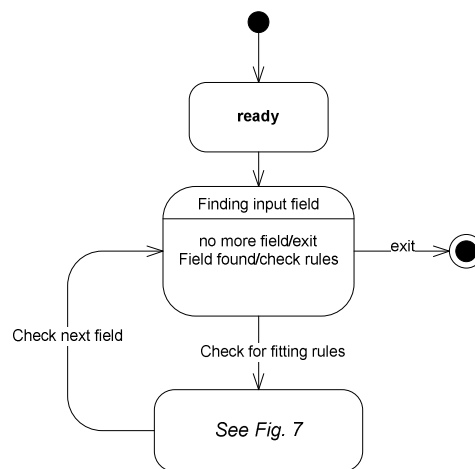 ready
Finding input field
no more field/exit
Field found/check rules
exit
Check next field
Check for fitting rules
See Fig. 7